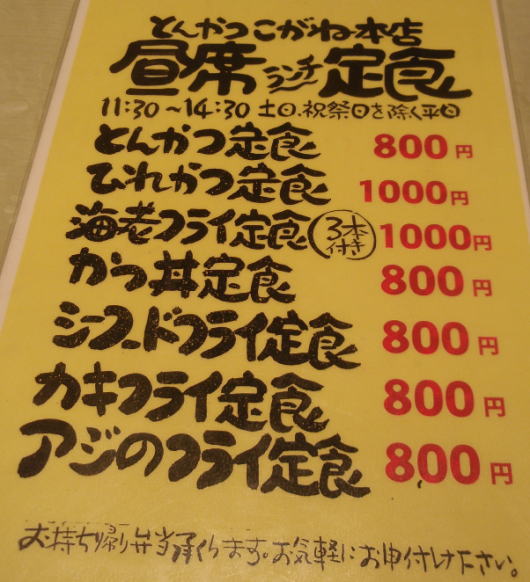 とんかつこがね本店
昼席ランチ定食
11:30～14:30 土日、祝祭日を除く平日
とんかつ定食 800円
ひれかつ定食 1000円
海老フライ定食 3本付き 1000円
かつ丼定食 800円
シーフードフライ定食 800円
カキフライ定食 800円
アジのフライ定食 800円
お持ち帰り弁当承ります。お気軽にお申付け下さい。